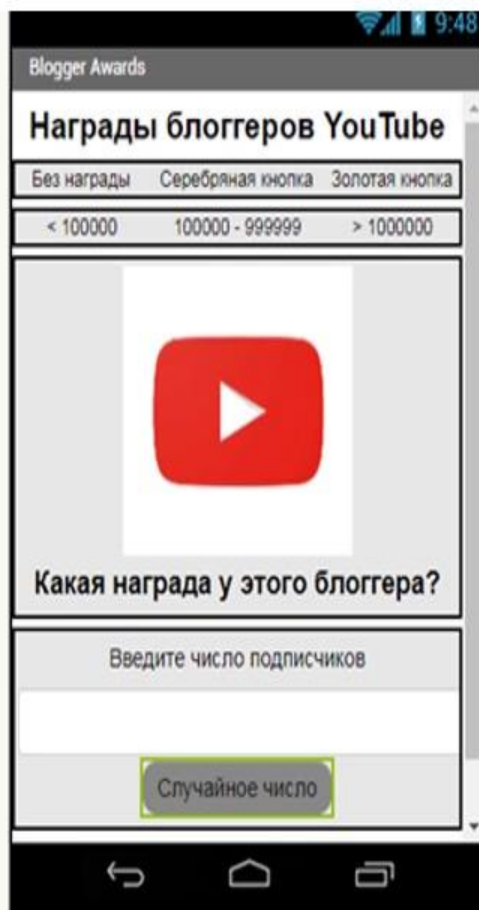 9:48
Blogger Awards
Награды блоггеров YouTube
Без награды Серебряная кнопка Золотая кнопка
< 100000 100000 - 999999 > 1000000
Какая награда у этого блоггера?
Введите число подписчиков
Случайное число